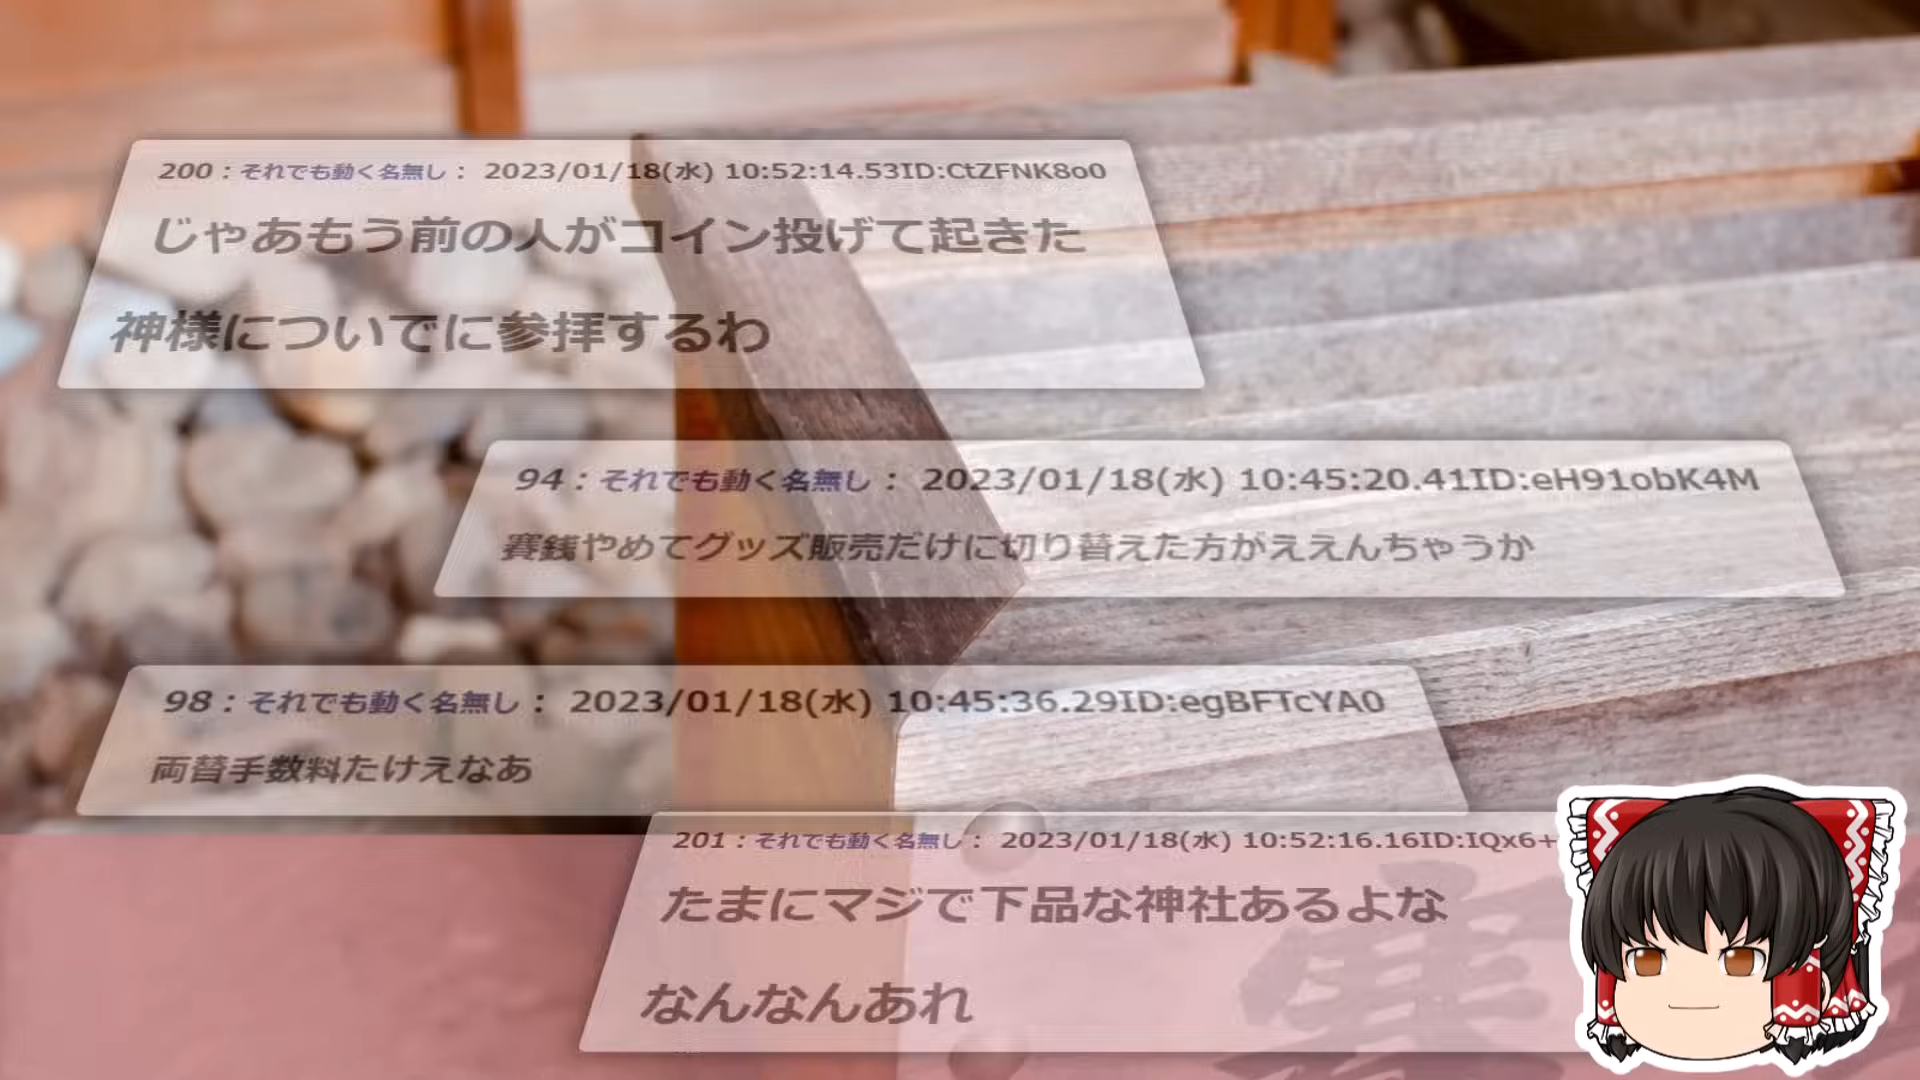 200：それでも動く名無し： 2023/01/18(水) 10:52:14.53ID:CtZFNK8o0
じゃあもう前の人がコイン投げて起きた
神様についでに参拝するわ
94：それでも動く名無し： 2023/01/18(水) 10:45:20.41ID:eH91obK4M
賽銭やめてグッズ販売だけに切り替えた方がええんちゃうか
98：それでも動く名無し： 2023/01/18(水) 10:45:36.29ID:egBFTcYA0
両替手数料たけえなあ
201：それでも動く名無し： 2023/01/18(水) 10:52:16.16ID:IQx6+
たまにマジで下品な神社あるよな
なんなんあれ